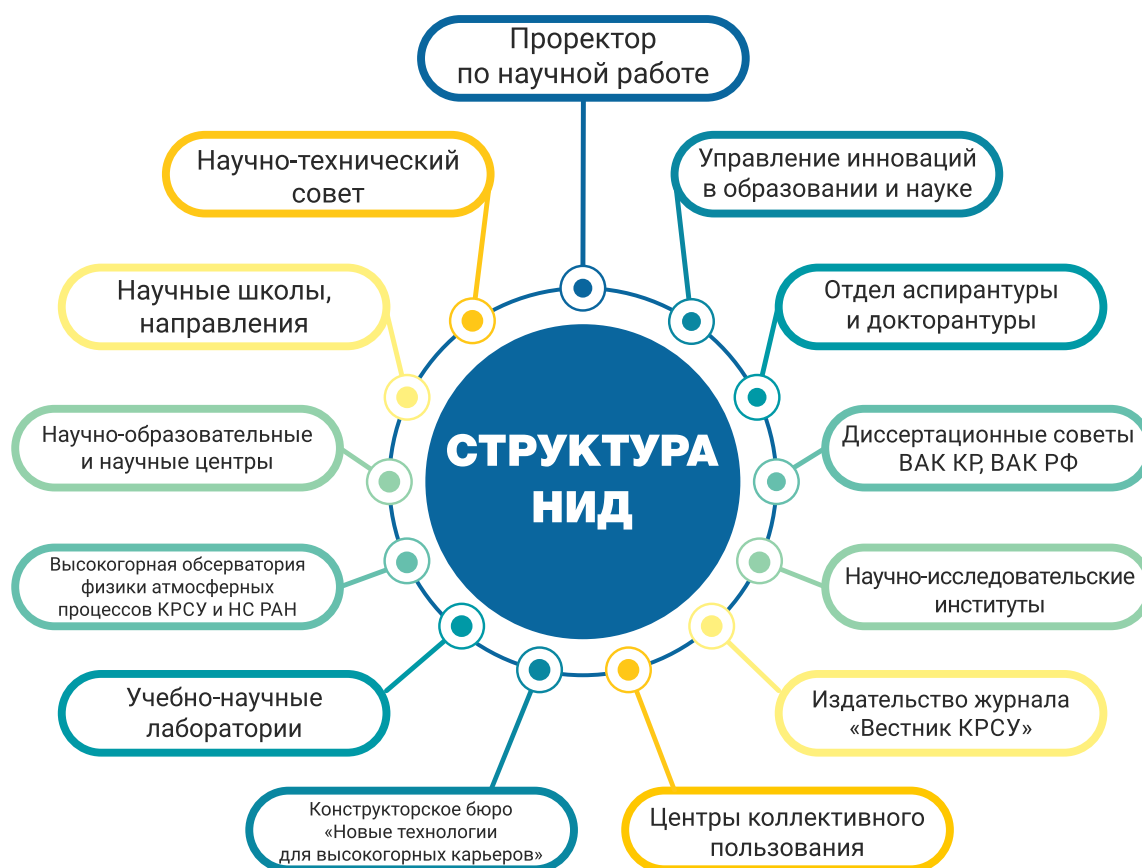 Проректор
по научной работе
Научно-технический
совет
Управление инноваций
в образовании и науке
Научные школы,
направления
Отдел аспирантуры
и докторантуры
Научно-образовательные
и научные центры
СТРУКТУРА
НИД
Диссертационные советы
ВАК КР, ВАК РФ
Высокогорная обсерватория
физики атмосферных
процессов КРСУ и НС РАН
Научно-исследовательские
институты
Учебно-научные
лаборатории
Издательство журнала
«Вестник КРСУ»
Конструкторское бюро
«Новые технологии
для высокогорных карьеров»
Центры коллективного
пользования